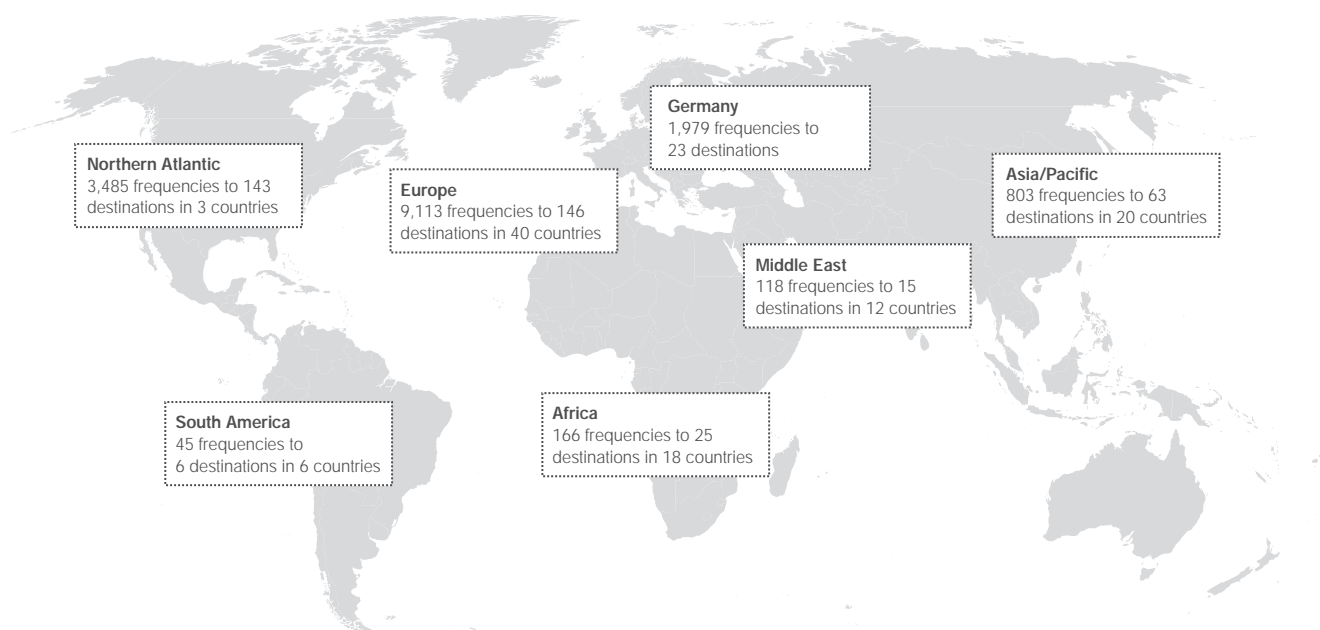 Germany
1,979 frequencies to
23 destinations
Northern Atlantic
3,485 frequencies to 143
destinations in 3 countries
Europe
9,113 frequencies to 146
destinations in 40 countries
Asia/Pacific
803 frequencies to 63
destinations in 20 countries
Middle East
118 frequencies to 15
destinations in 12 countries
South America
45 frequencies to
6 destinations in 6 countries
Africa
166 frequencies to 25
destinations in 18 countries